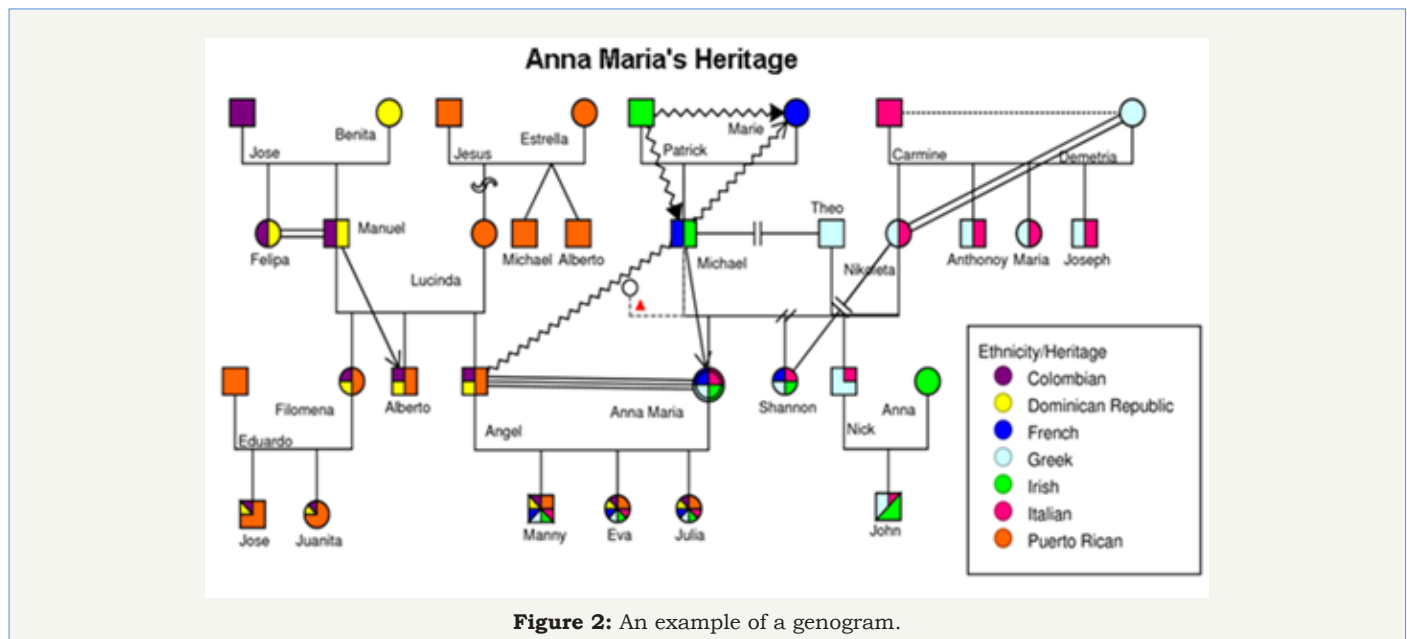 Anna Maria's Heritage
Benita
Jose
Estrella
Jesus
Marie
Patrick
Carmine
Demetria
Theo
Manuel
Felipa
Michael
Alberto
Lucinda
Michael
Nikoleta
Anthonoy
Maria
Joseph
Ethnicity/Heritage
Colombian
Dominican Republic
French
Greek
Irish
Italian
Puerto Rican
Filomena
Alberto
Anna Maria
Shannon
Anna
Eduardo
Angel
Nick
Jose
Juanita
Manny
Eva
Julia
John
Figure 2: An example of a genogram.